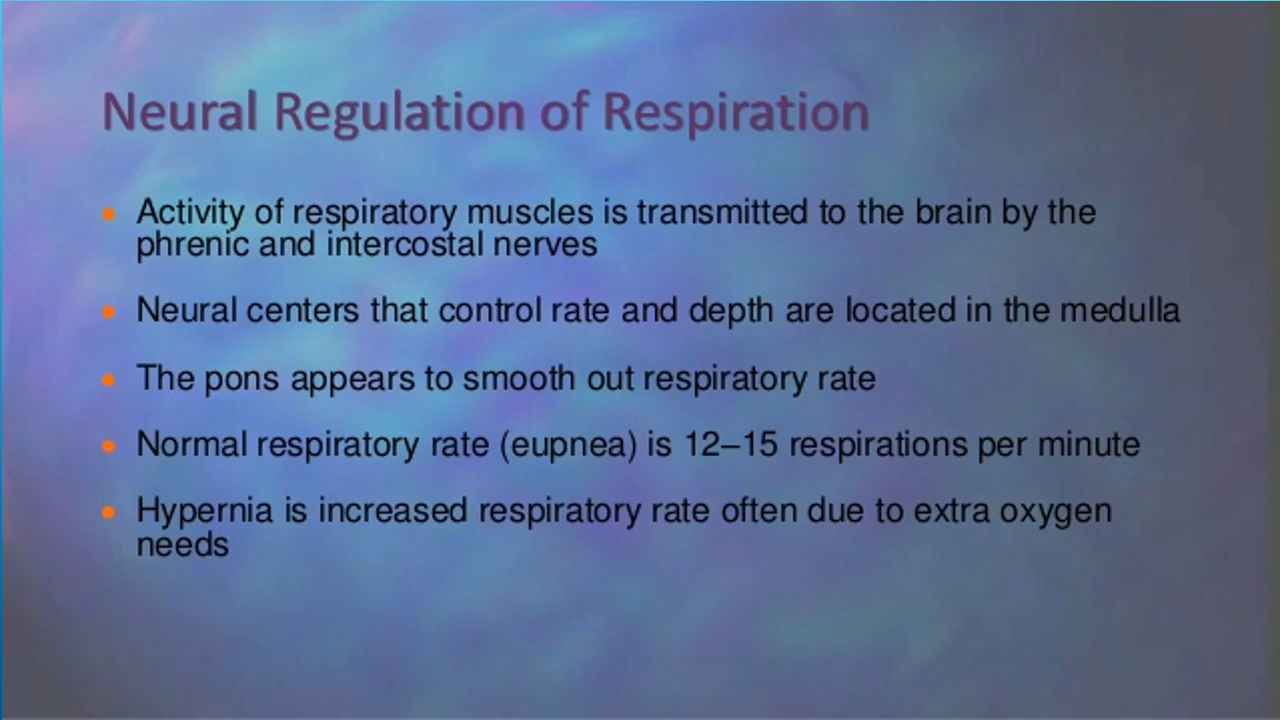 Neural Regulation of Respiration
• Activity of respiratory muscles is transmitted to the brain by the
phrenic and intercostal nerves
• Neural centers that control rate and depth are located in the medulla
• The pons appears to smooth out respiratory rate
• Normal respiratory rate (eupnea) is 12–15 respirations per minute
• Hypernia is increased respiratory rate often due to extra oxygen
needs